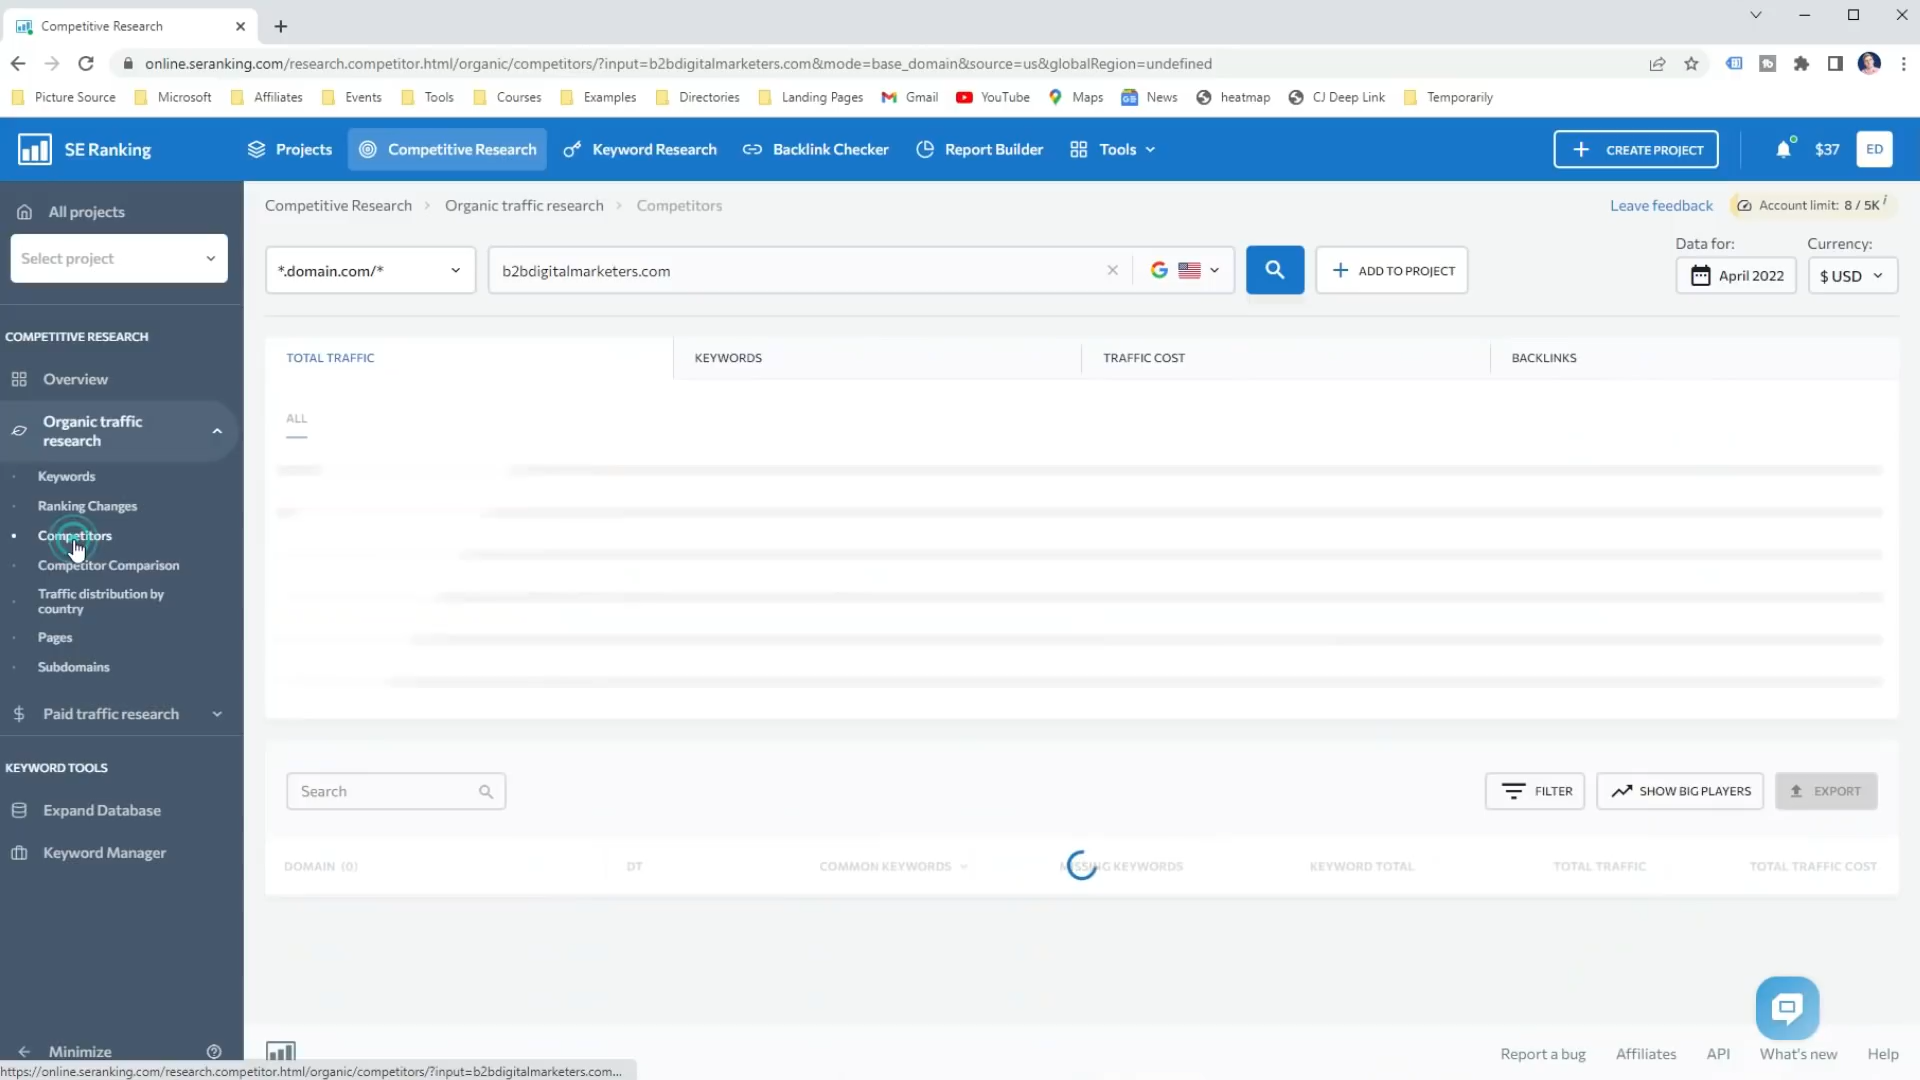 Competitive Research
online.seranking.com/research.competitor.html/organic/competitors/?input=b2bdigitalmarketers.com&mode=base_domain&source=us&globalRegion=undefined
Picture Source Microsoft Affiliates Events Tools Courses Examples Directories Landing Pages Gmail YouTube Maps News heatmap CJ Deep Link Temporarily
SE Ranking Projects Competitive Research Keyword Research Backlink Checker Report Builder Tools CREATE PROJECT $37 ED
All projects
Select project
COMPETITIVE RESEARCH
Overview
Organic traffic
research
Keywords
Ranking Changes
Competitors
Competitor Comparison
Traffic distribution by
country
Pages
Subdomains
Paid traffic research
KEYWORD TOOLS
Expand Database
Keyword Manager
Minimize
Competitive Research > Organic traffic research > Competitors
Leave feedback
Account limit: 8 / 5K i
Data for: Currency:
*.domain.com/* b2bdigitalmarketers.com ADD TO PROJECT April 2022 $ USD
TOTAL TRAFFIC KEYWORDS TRAFFIC COST BACKLINKS
ALL
Search FILTER SHOW BIG PLAYERS EXPORT
DOMAIN (0) DT COMMON KEYWORDS MISSING KEYWORDS KEYWORD TOTAL TOTAL TRAFFIC TOTAL TRAFFIC COST
Report a bug Affiliates API What's new Help
https://online.seranking.com/research.competitor.html/organic/competitors/?input=b2bdigitalmarketers.com...